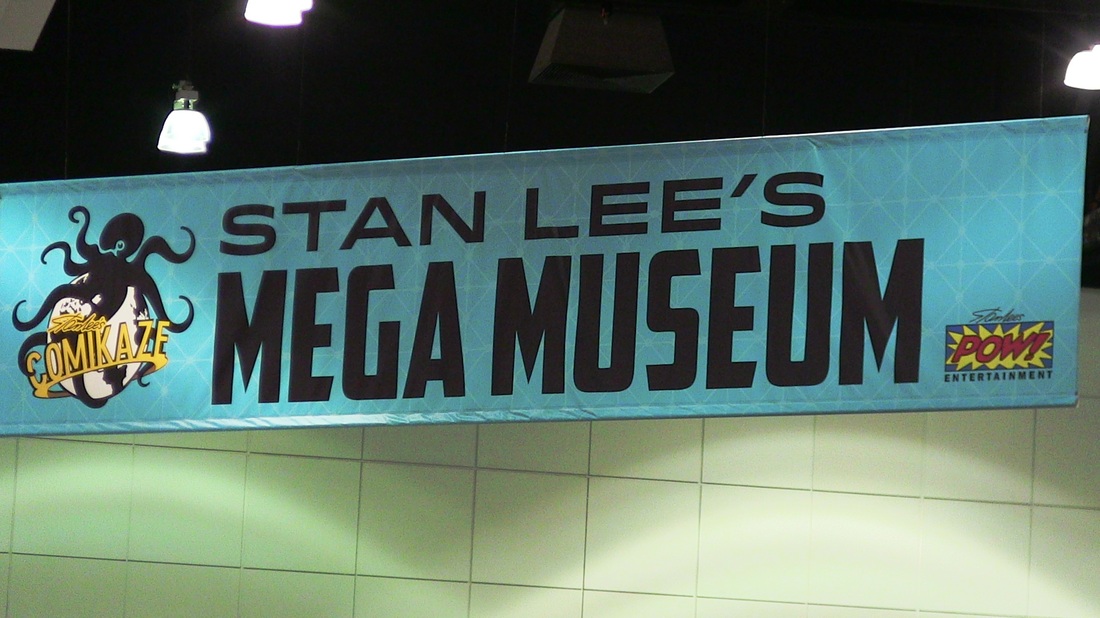 STAN LEE'S
MEGA MUSEUM
Stan Lee's
COMIKAZE
Stan Lee's
POW!
ENTERTAINMENT